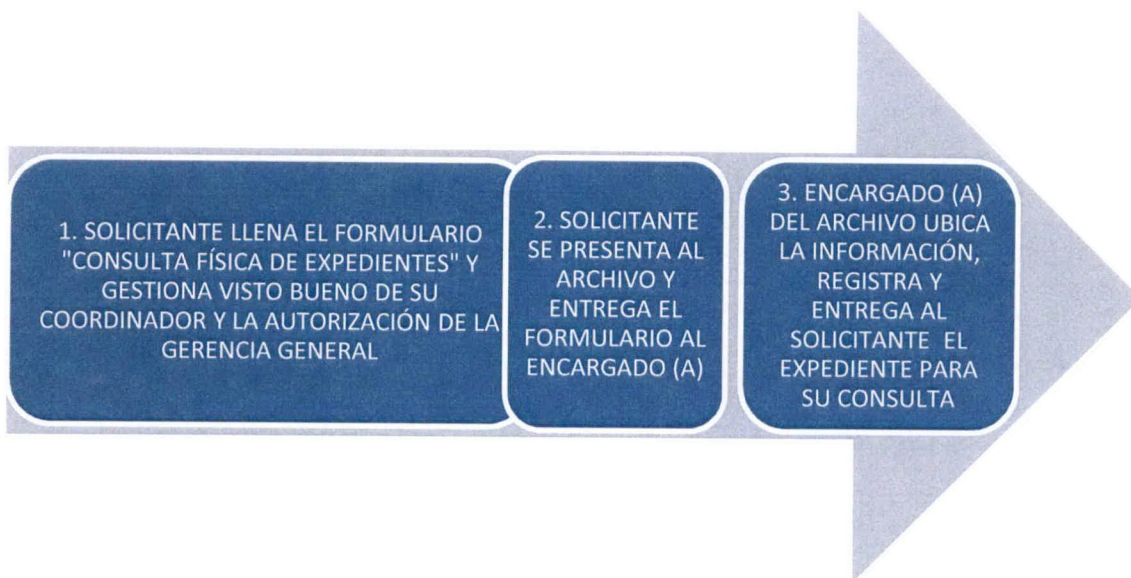 1. SOLICITANTE LLENA EL FORMULARIO
"CONSULTA FÍSICA DE EXPEDIENTES" Y
GESTIONA VISTO BUENO DE SU
COORDINADOR Y LA AUTORIZACIÓN DE LA
GERENCIA GENERAL
2. SOLICITANTE
SE PRESENTA AL
ARCHIVO Y
ENTREGA EL
FORMULARIO AL
ENCARGADO (A)
3. ENCARGADO (A)
DEL ARCHIVO UBICA
LA INFORMACIÓN,
REGISTRA Y
ENTREGA AL
SOLICITANTE EL
EXPEDIENTE PARA
SU CONSULTA